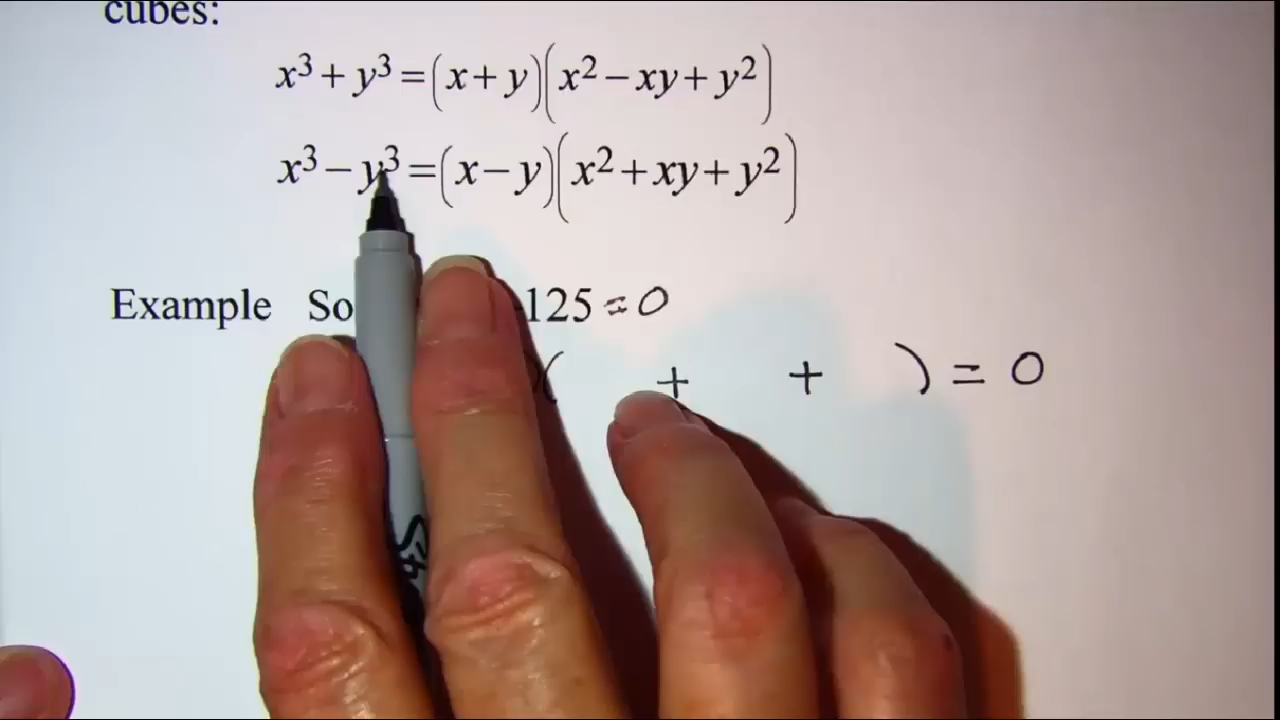 cubes:
x³ + y³ = (x + y)(x² − xy + y²)
x³ − y³ = (x − y)(x² + xy + y²)
Example So 125 = 0
( + + ) = 0